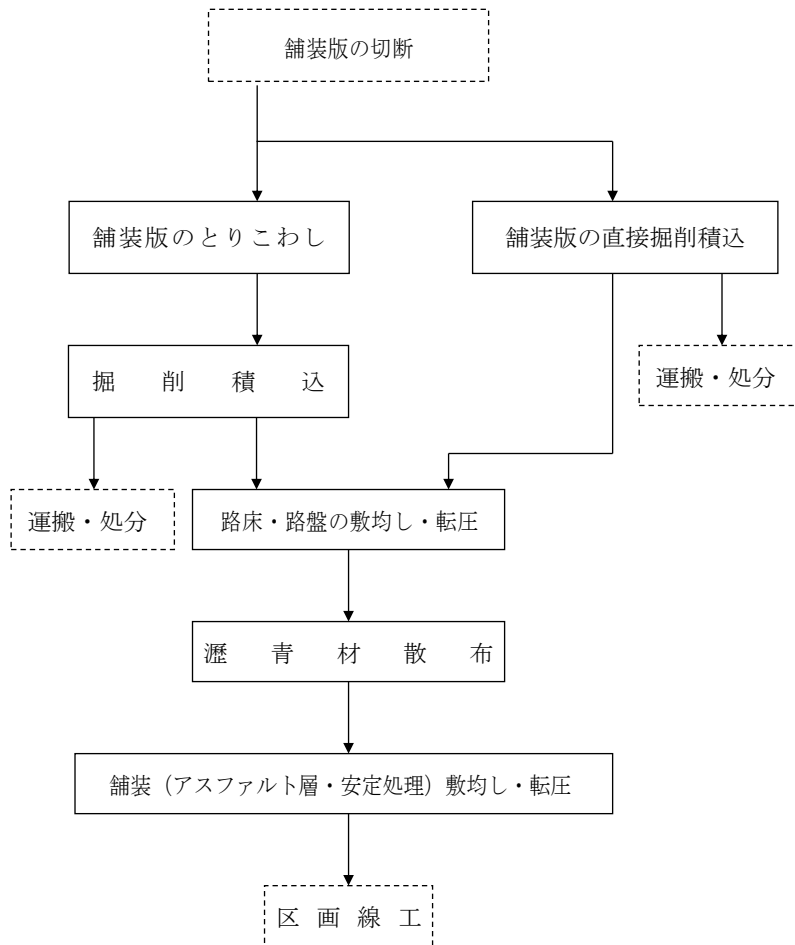 舗装版の切断
舗装版のとりこわし
舗装版の直接掘削積込
掘削積込
運搬・処分
運搬・処分
路床・路盤の敷均し・転圧
瀝青材散布
舗装（アスファルト層・安定処理）敷均し・転圧
区画線工